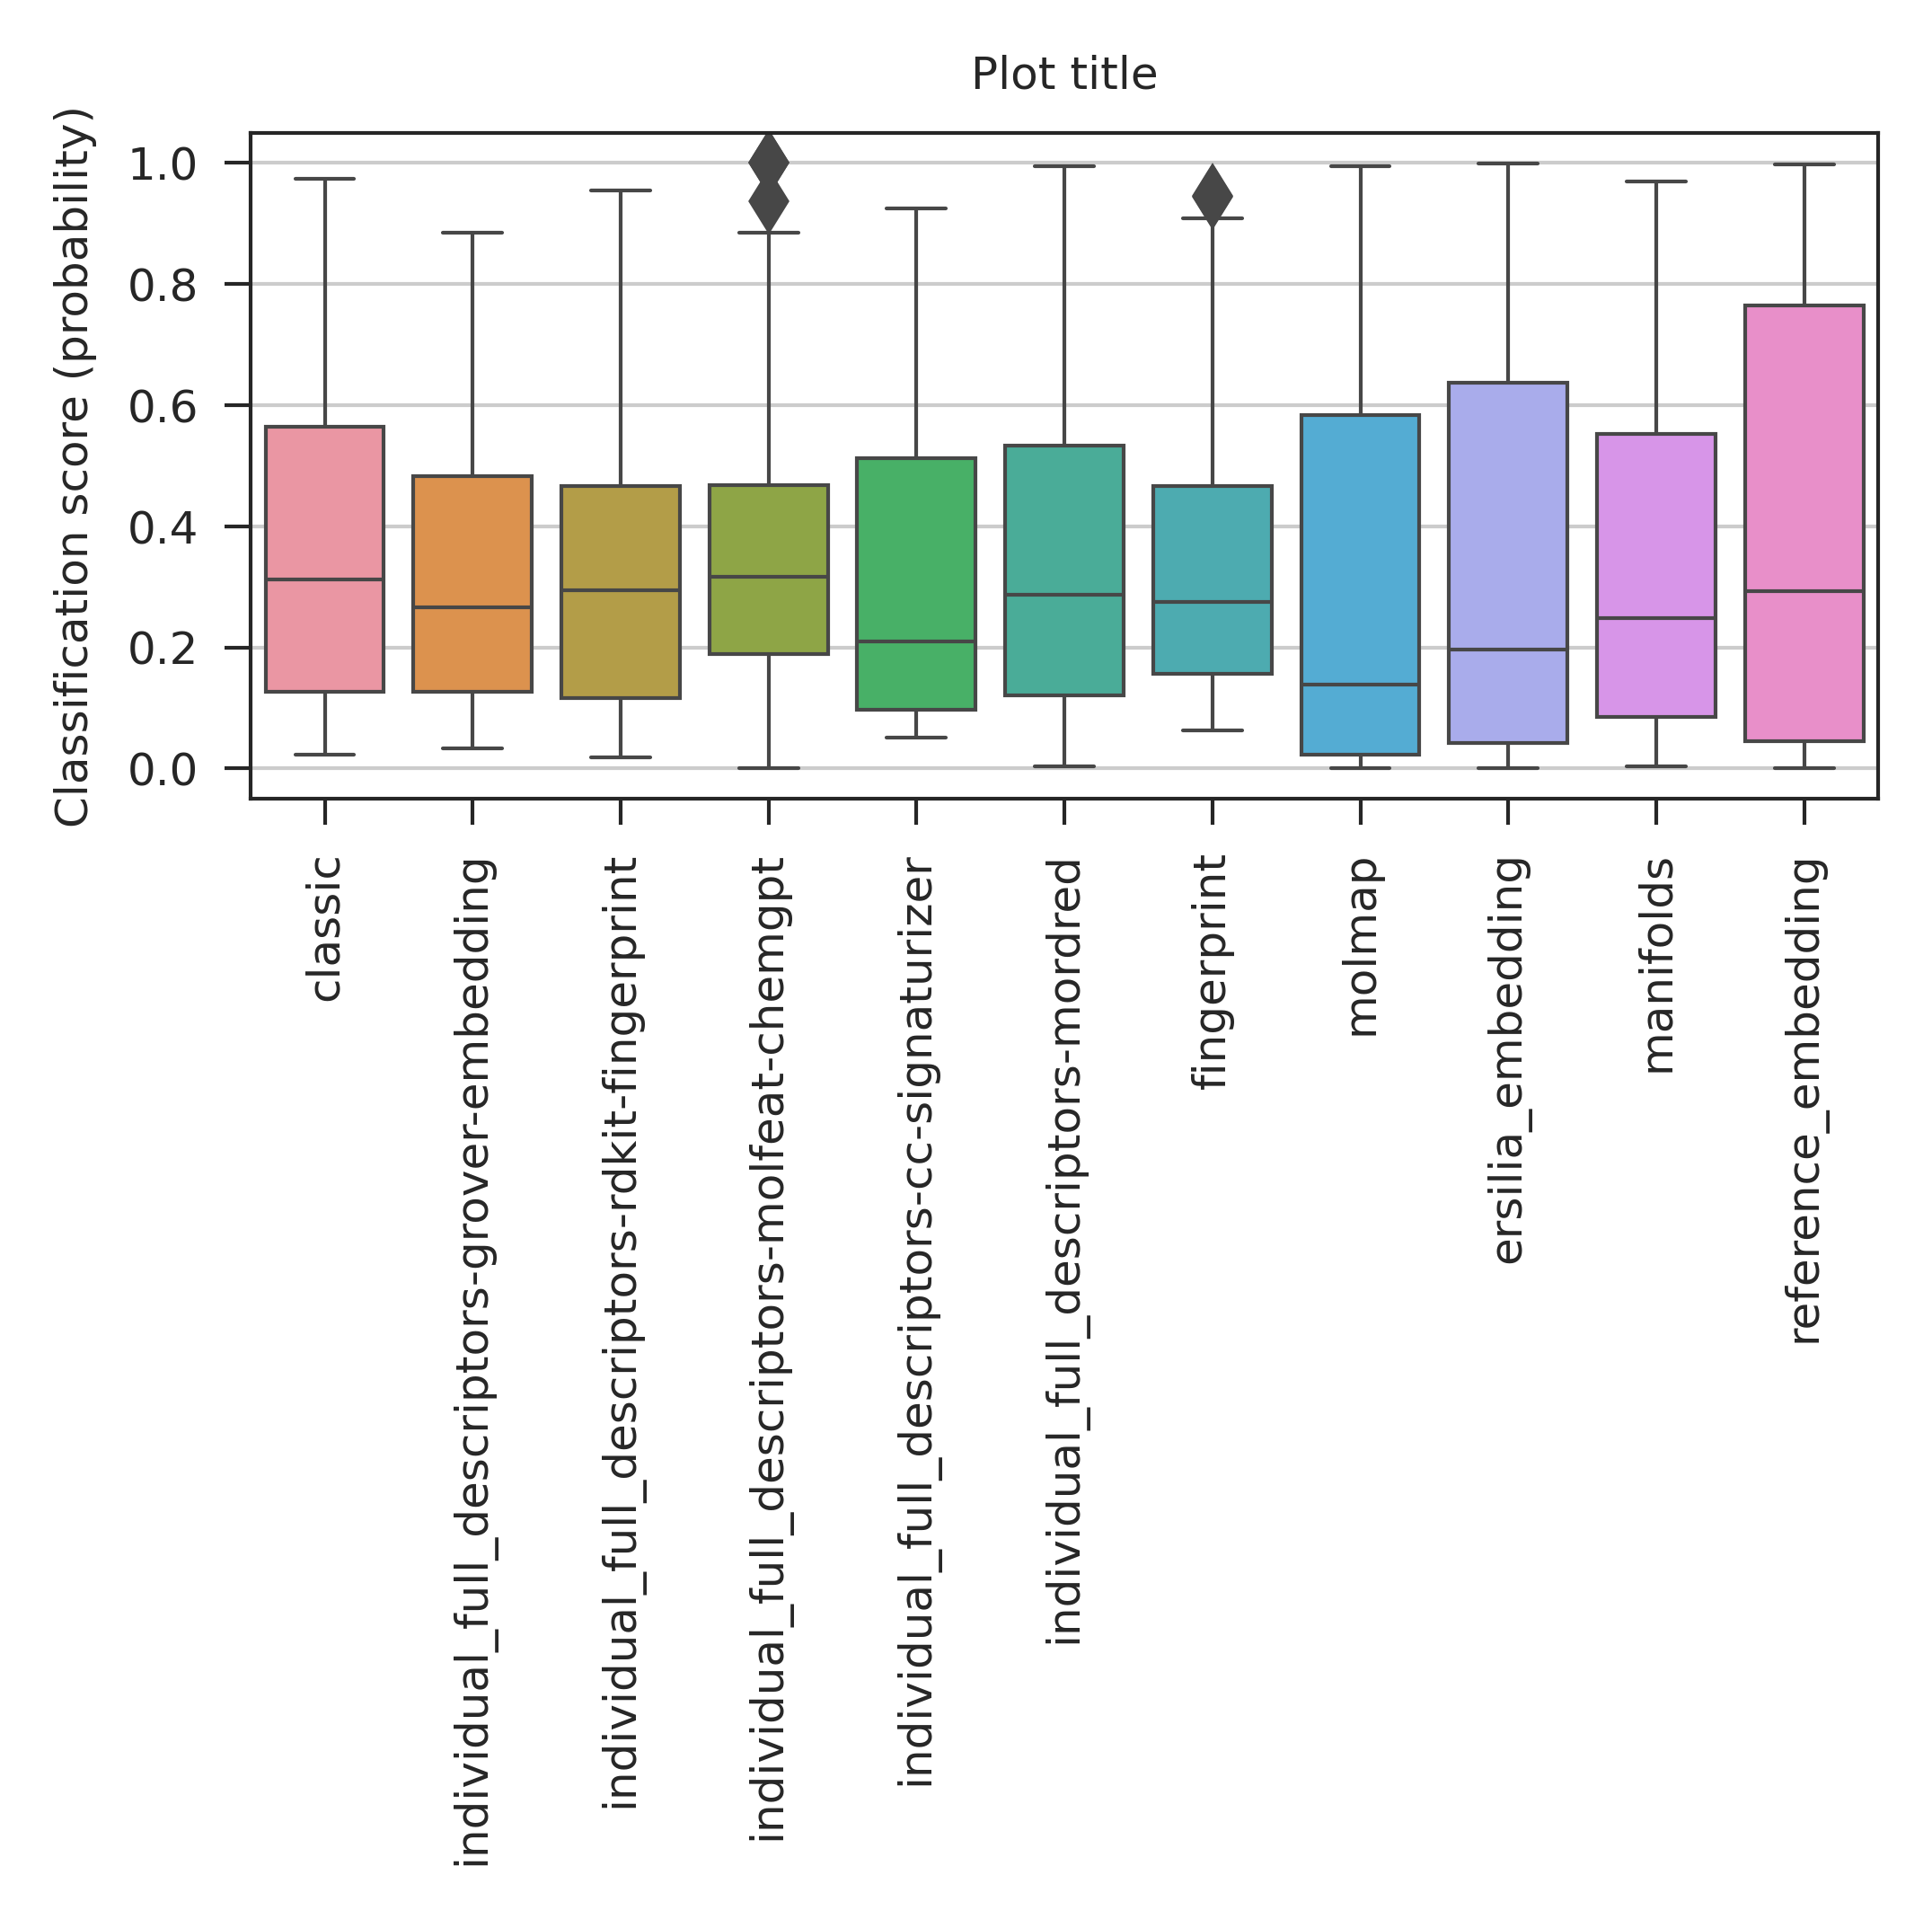 Plot title
Classification score (probability)
1.0
0.8
0.6
0.4
0.2
0.0
classic
individual_full_descriptors-grover-embedding
individual_full_descriptors-rdkit-fingerprint
individual_full_descriptors-molfeat-chemgpt
individual_full_descriptors-cc-signaturizer
individual_full_descriptors-mordred
fingerprint
molmap
ersilia_embedding
manifolds
reference_embedding